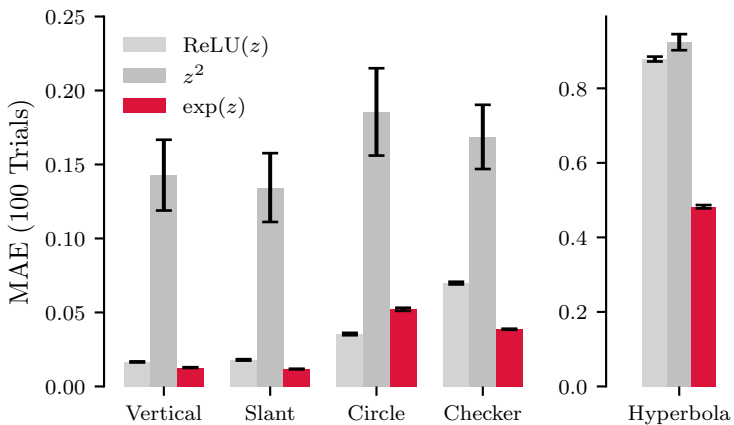 MAE (100 Trials)
0.25
0.20
0.15
0.10
0.05
0.00
ReLU(z)
z²
exp(z)
Vertical
Slant
Circle
Checker
0.8
0.6
0.4
0.2
0.0
Hyperbola